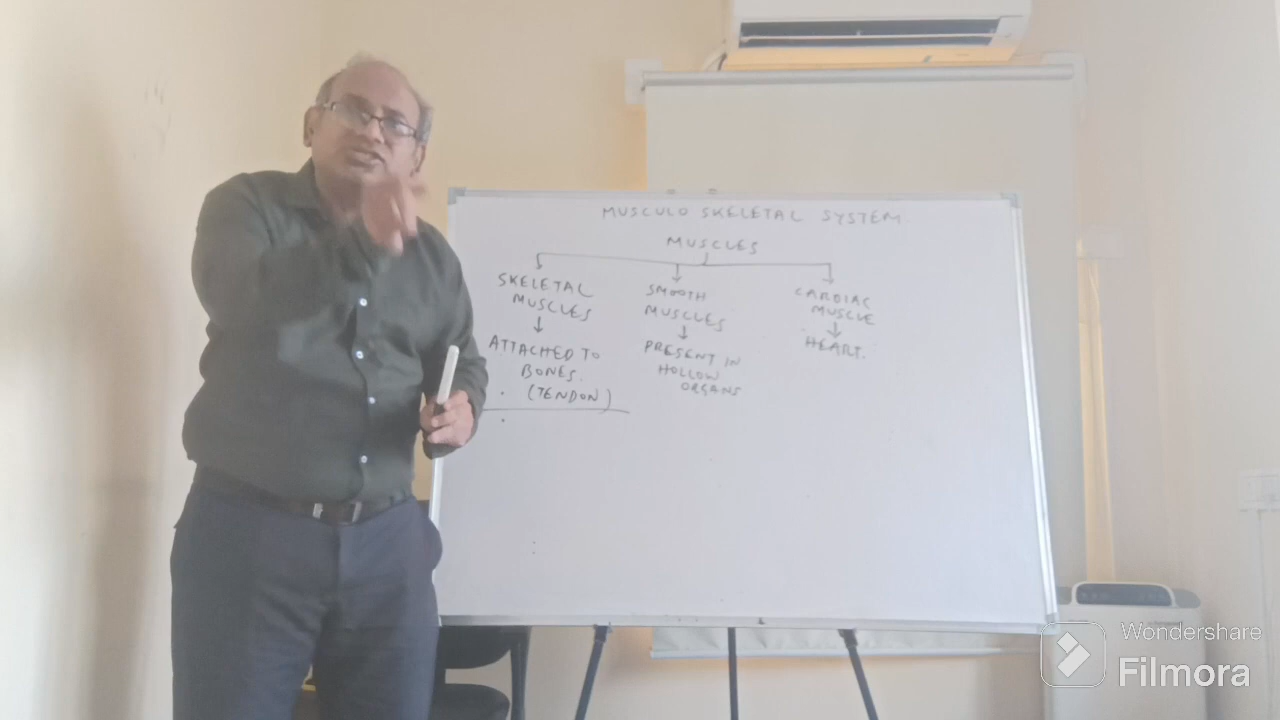 MUSCULO SKELETAL SYSTEM.
MUSCLES
SKELETAL
MUSCLES
ATTACHED TO
BONES.
(TENDON)
SMOOTH
MUSCLES
PRESENT IN
HOLLOW
ORGANS
CARDIAC
MUSCLE
HEART.
Wondershare
Filmora